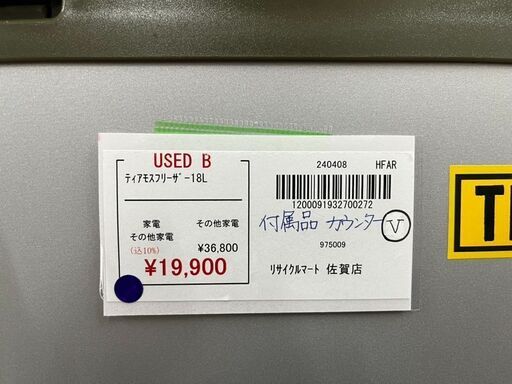 USED B
ﾃｨｱﾓｽﾌﾘｰｻﾞｰ18L
家電 その他家電
その他家電
¥36,800
(込10%)
¥19,900
240408 HFAR
1200091932700272
付属品 カウンター Ⓥ
975009
ﾘｻｲｸﾙﾏｰﾄ 佐賀店